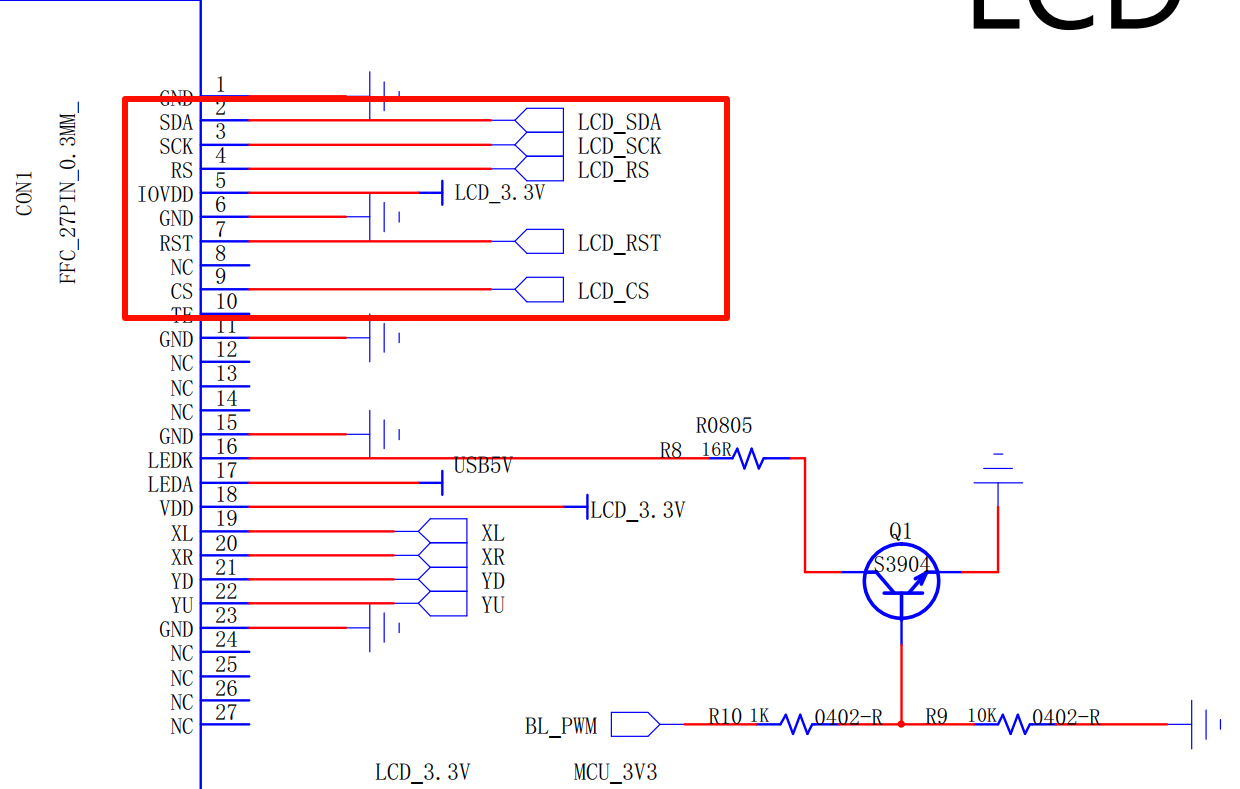 LCD
CON1
FFC_27PIN_0.3MM_
GND 1
SDA 2 LCD_SDA
SCK 3 LCD_SCK
RS 4 LCD_RS
IOVDD 5 LCD_3.3V
GND 6
RST 7 LCD_RST
NC 8
CS 9 LCD_CS
TE 10
GND 11
NC 12
NC 13
NC 14
GND 15
LEDK 16
LEDA 17 USB5V
VDD 18 LCD_3.3V
XL 19 XL
XR 20 XR
YD 21 YD
YU 22 YU
GND 23
NC 24
NC 25
NC 26
NC 27
R0805
R8 16R
Q1
S3904
BL_PWM R10 1K 0402-R R9 10K 0402-R
LCD_3.3V MCU_3V3